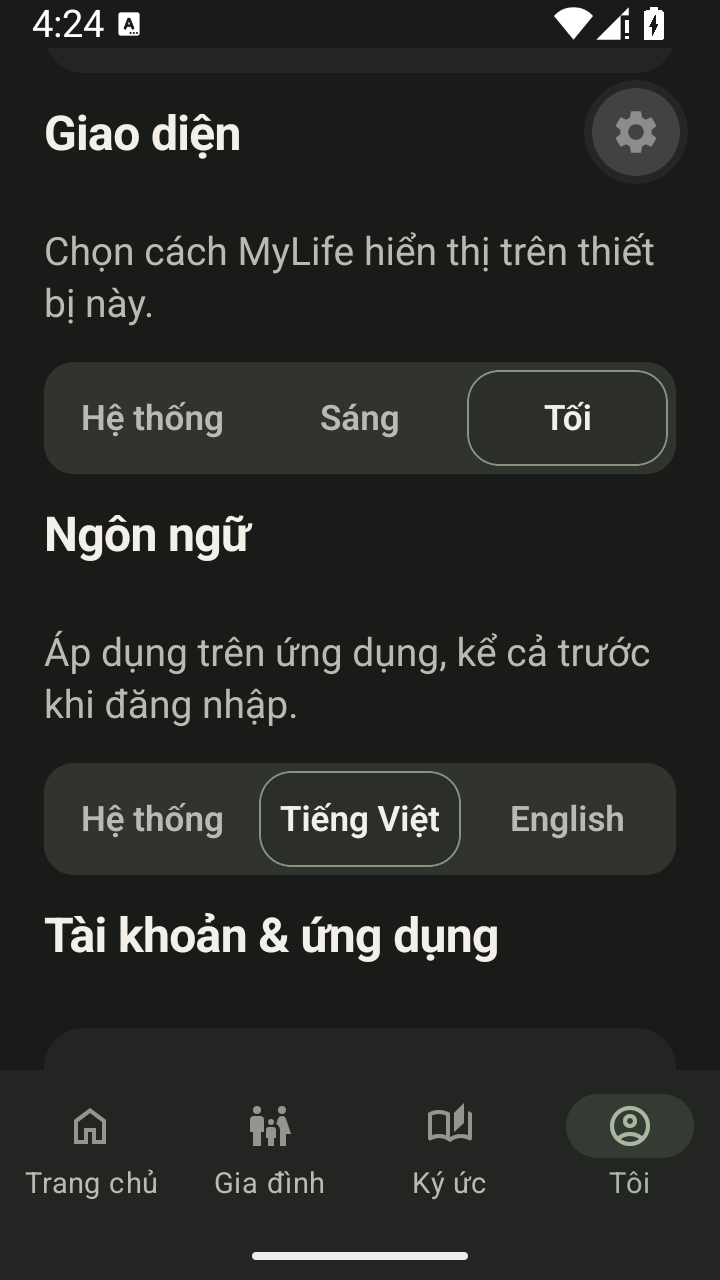 4:24
Giao diện
Chọn cách MyLife hiển thị trên thiết
bị này.
Hệ thống Sáng Tối
Ngôn ngữ
Áp dụng trên ứng dụng, kể cả trước
khi đăng nhập.
Hệ thống Tiếng Việt English
Tài khoản & ứng dụng
Trang chủ Gia đình Ký ức Tôi